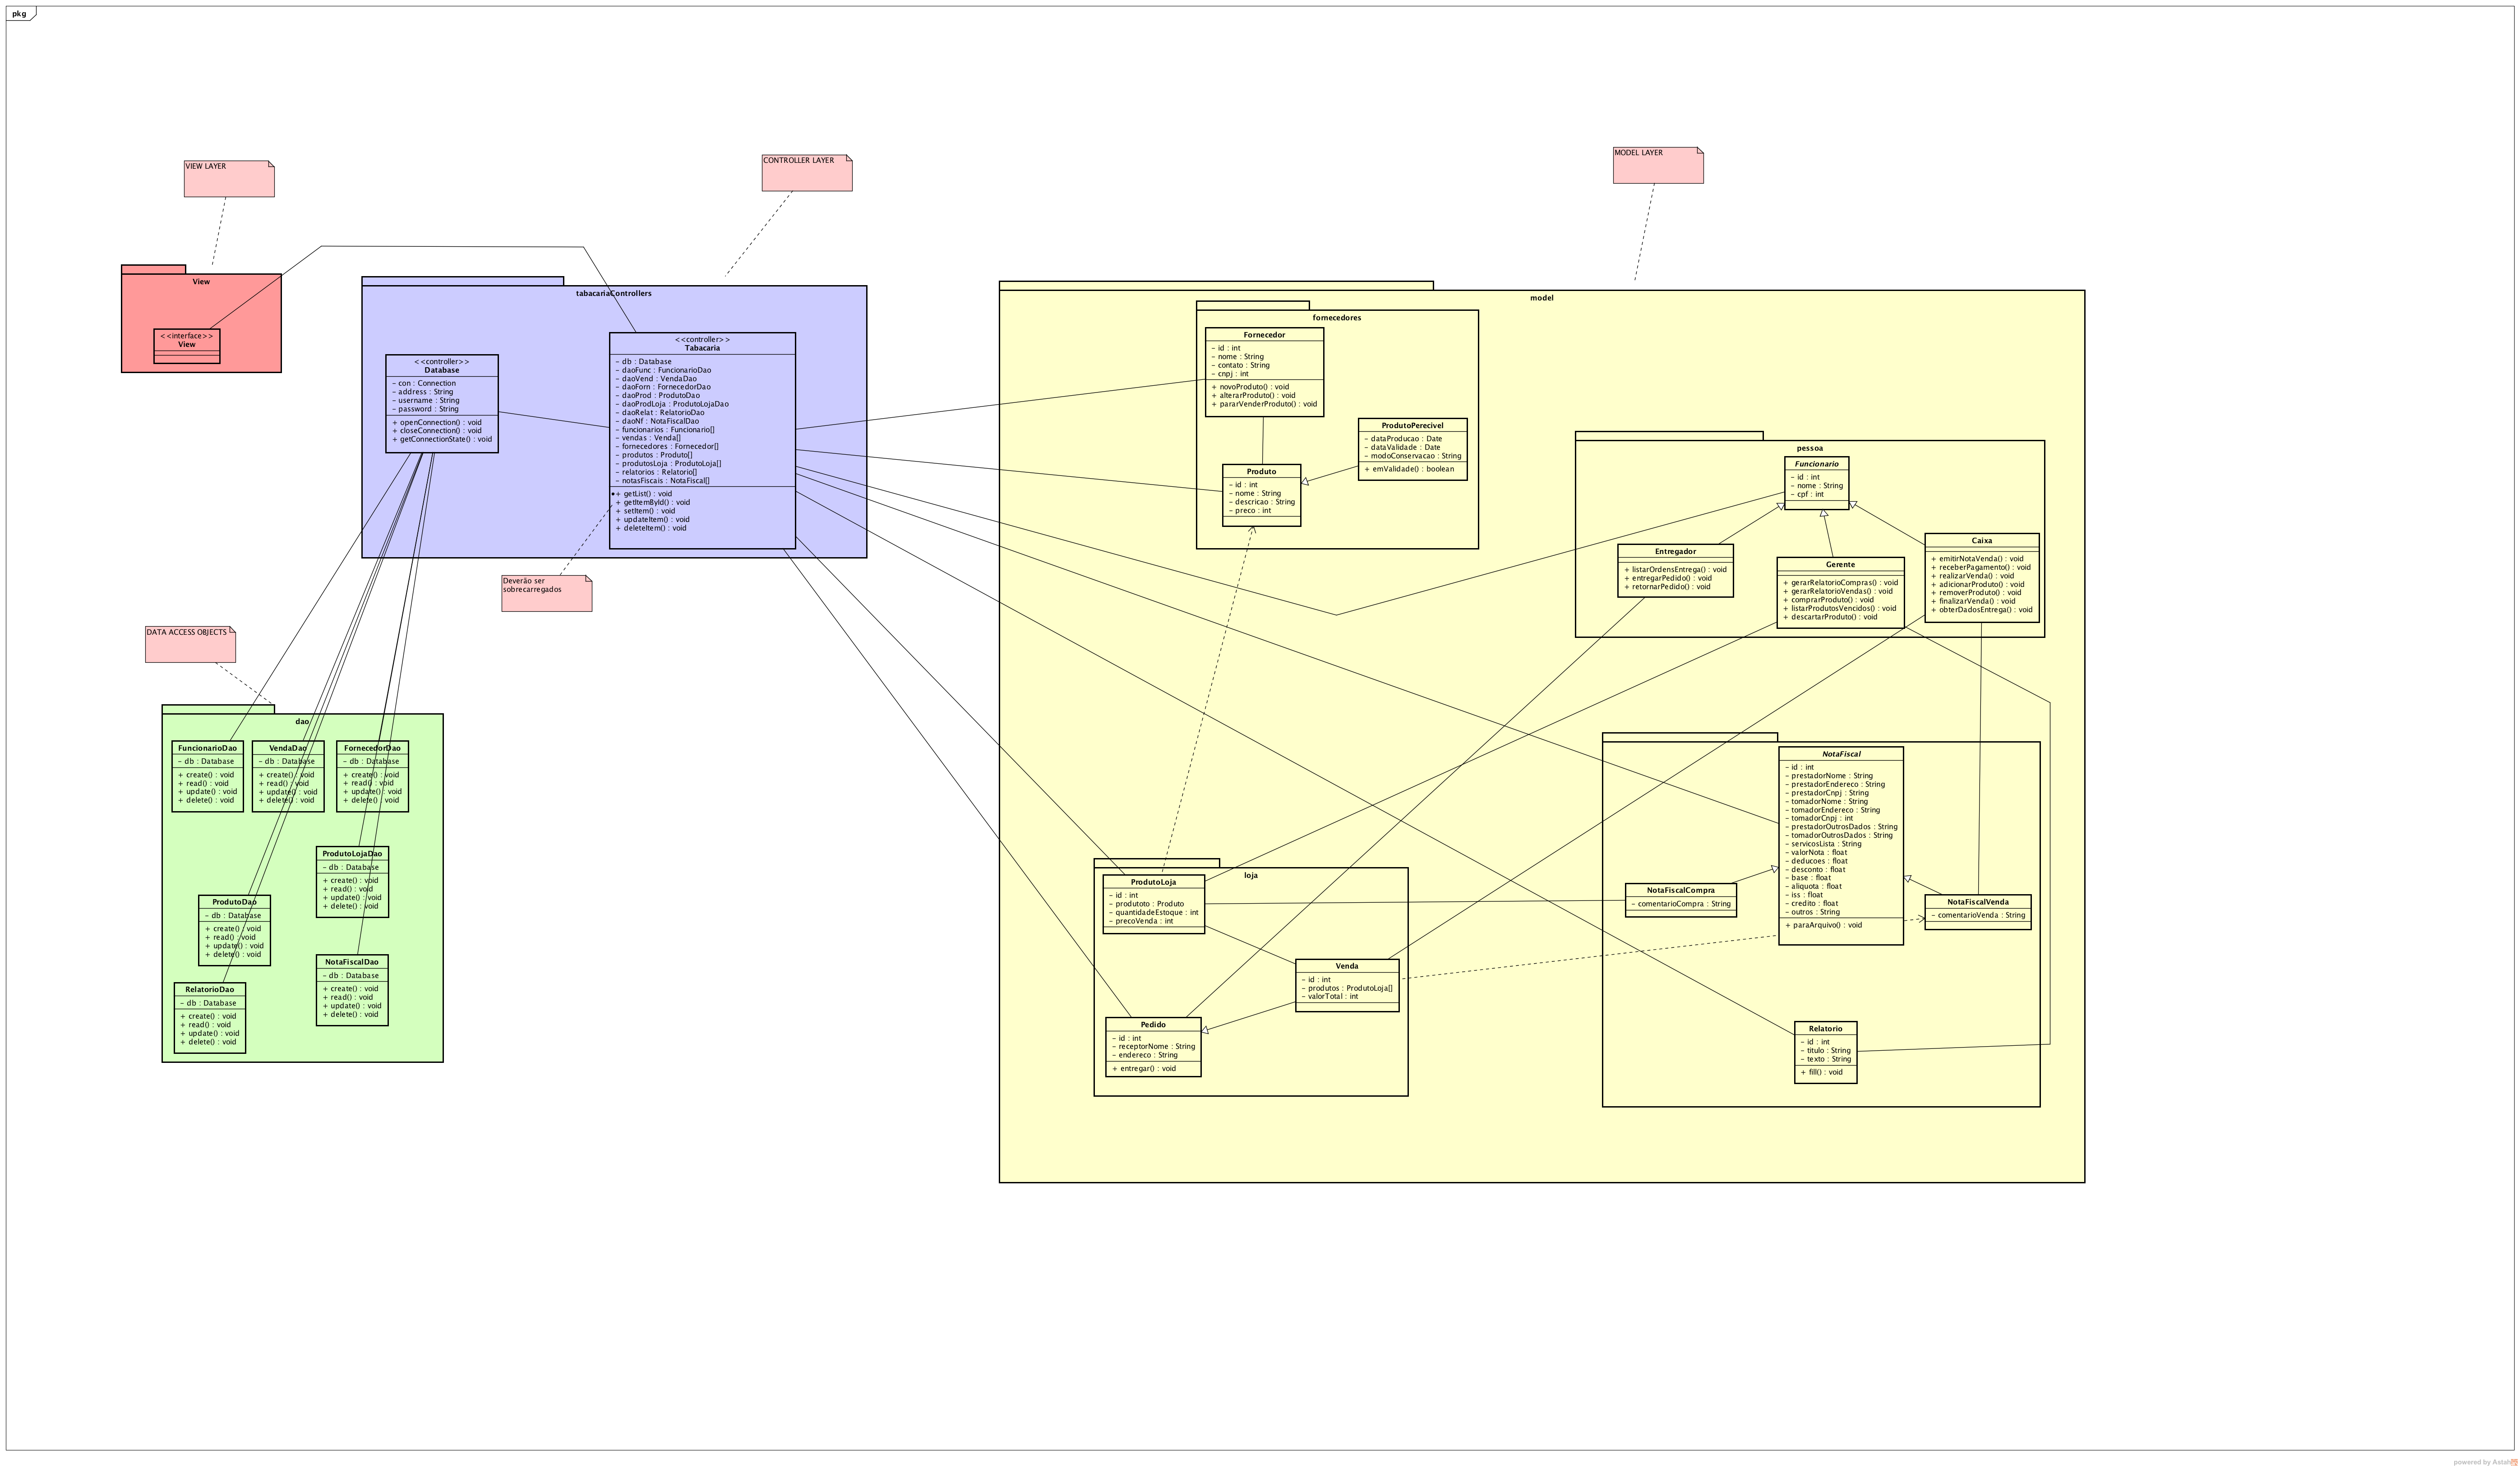 pkg
VIEW LAYER
CONTROLLER LAYER
MODEL LAYER
View
<<interface>>
View
tabacariaControllers
<<controller>>
Database
– con : Connection
– address : String
– username : String
– password : String
+ openConnection() : void
+ closeConnection() : void
+ getConnectionState() : void
<<controller>>
Tabacaria
– db : Database
– daoFunc : FuncionarioDao
– daoVend : VendaDao
– daoForn : FornecedorDao
– daoProd : ProdutoDao
– daoProdLoja : ProdutoLojaDao
– daoRelat : RelatorioDao
– daoNf : NotaFiscalDao
– funcionarios : Funcionario[]
– vendas : Venda[]
– fornecedores : Fornecedor[]
– produtos : Produto[]
– produtosLoja : ProdutoLoja[]
– relatorios : Relatorio[]
– notasFiscais : NotaFiscal[]
+ getList() : void
+ getItemById() : void
+ setItem() : void
+ updateItem() : void
+ deleteItem() : void
Deverão ser
sobrecarregados
DATA ACCESS OBJECTS
dao
FuncionarioDao
– db : Database
+ create() : void
+ read() : void
+ update() : void
+ delete() : void
VendaDao
– db : Database
+ create() : void
+ read() : void
+ update() : void
+ delete() : void
FornecedorDao
– db : Database
+ create() : void
+ read() : void
+ update() : void
+ delete() : void
ProdutoLojaDao
– db : Database
+ create() : void
+ read() : void
+ update() : void
+ delete() : void
ProdutoDao
– db : Database
+ create() : void
+ read() : void
+ update() : void
+ delete() : void
NotaFiscalDao
– db : Database
+ create() : void
+ read() : void
+ update() : void
+ delete() : void
RelatorioDao
– db : Database
+ create() : void
+ read() : void
+ update() : void
+ delete() : void
model
fornecedores
Fornecedor
– id : int
– nome : String
– contato : String
– cnpj : int
+ novoProduto() : void
+ alterarProduto() : void
+ pararVenderProduto() : void
ProdutoPerecivel
– dataProducao : Date
– dataValidade : Date
– modoConservacao : String
+ emValidade() : boolean
Produto
– id : int
– nome : String
– descricao : String
– preco : int
pessoa
Funcionario
– id : int
– nome : String
– cpf : int
Entregador
+ listarOrdensEntrega() : void
+ entregarPedido() : void
+ retornarPedido() : void
Gerente
+ gerarRelatorioCompras() : void
+ gerarRelatorioVendas() : void
+ comprarProduto() : void
+ listarProdutosVencidos() : void
+ descartarProduto() : void
Caixa
+ emitirNotaVenda() : void
+ receberPagamento() : void
+ realizarVenda() : void
+ adicionarProduto() : void
+ removerProduto() : void
+ finalizarVenda() : void
+ obterDadosEntrega() : void
NotaFiscal
– id : int
– prestadorNome : String
– prestadorEndereco : String
– prestadorCnpj : String
– tomadorNome : String
– tomadorEndereco : String
– tomadorCnpj : int
– prestadorOutrosDados : String
– tomadorOutrosDados : String
– servicosLista : String
– valorNota : float
– deducoes : float
– desconto : float
– base : float
– aliquota : float
– iss : float
– credito : float
– outros : String
+ paraArquivo() : void
NotaFiscalCompra
– comentarioCompra : String
NotaFiscalVenda
– comentarioVenda : String
Relatorio
– id : int
– titulo : String
– texto : String
+ fill() : void
loja
ProdutoLoja
– id : int
– produtoto : Produto
– quantidadeEstoque : int
– precoVenda : int
Venda
– id : int
– produtos : ProdutoLoja[]
– valorTotal : int
Pedido
– id : int
– receptorNome : String
– endereco : String
+ entregar() : void
powered by Astah